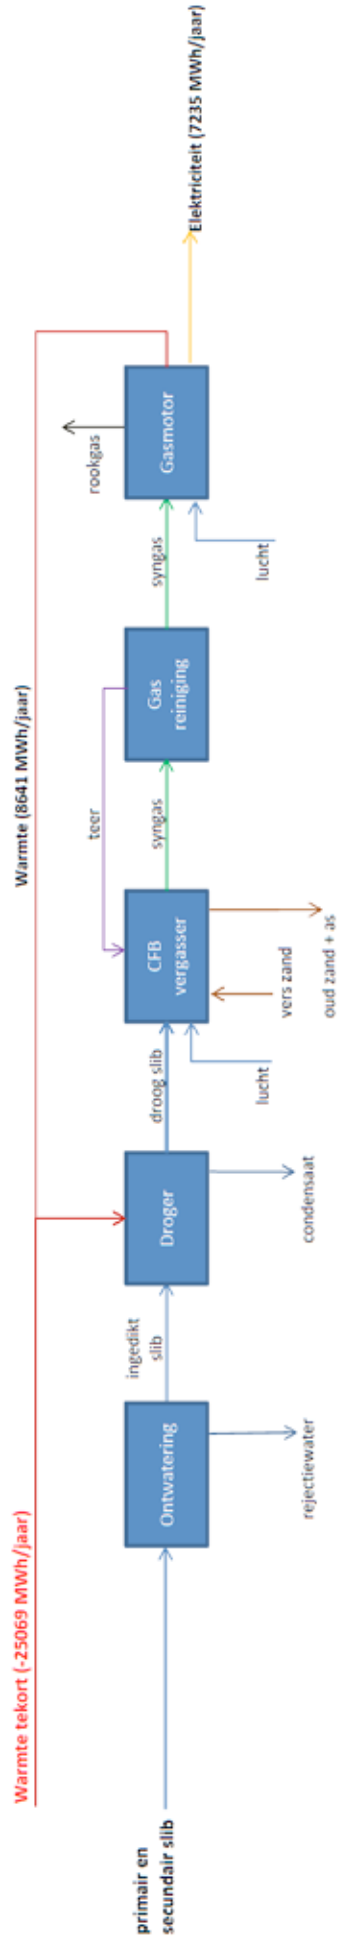 Warmte tekort (-25069 MWh/jaar)
Warmte (8641 MWh/jaar)
primair en
secundair slib
Ontwatering
rejectiewater
ingedikt
slib
Droger
condensaat
droog slib
lucht
CFB
vergasser
vers zand
oud zand + as
teer
syngas
Gas
reiniging
syngas
lucht
Gasmotor
rookgas
Elektriciteit (7235 MWh/jaar)